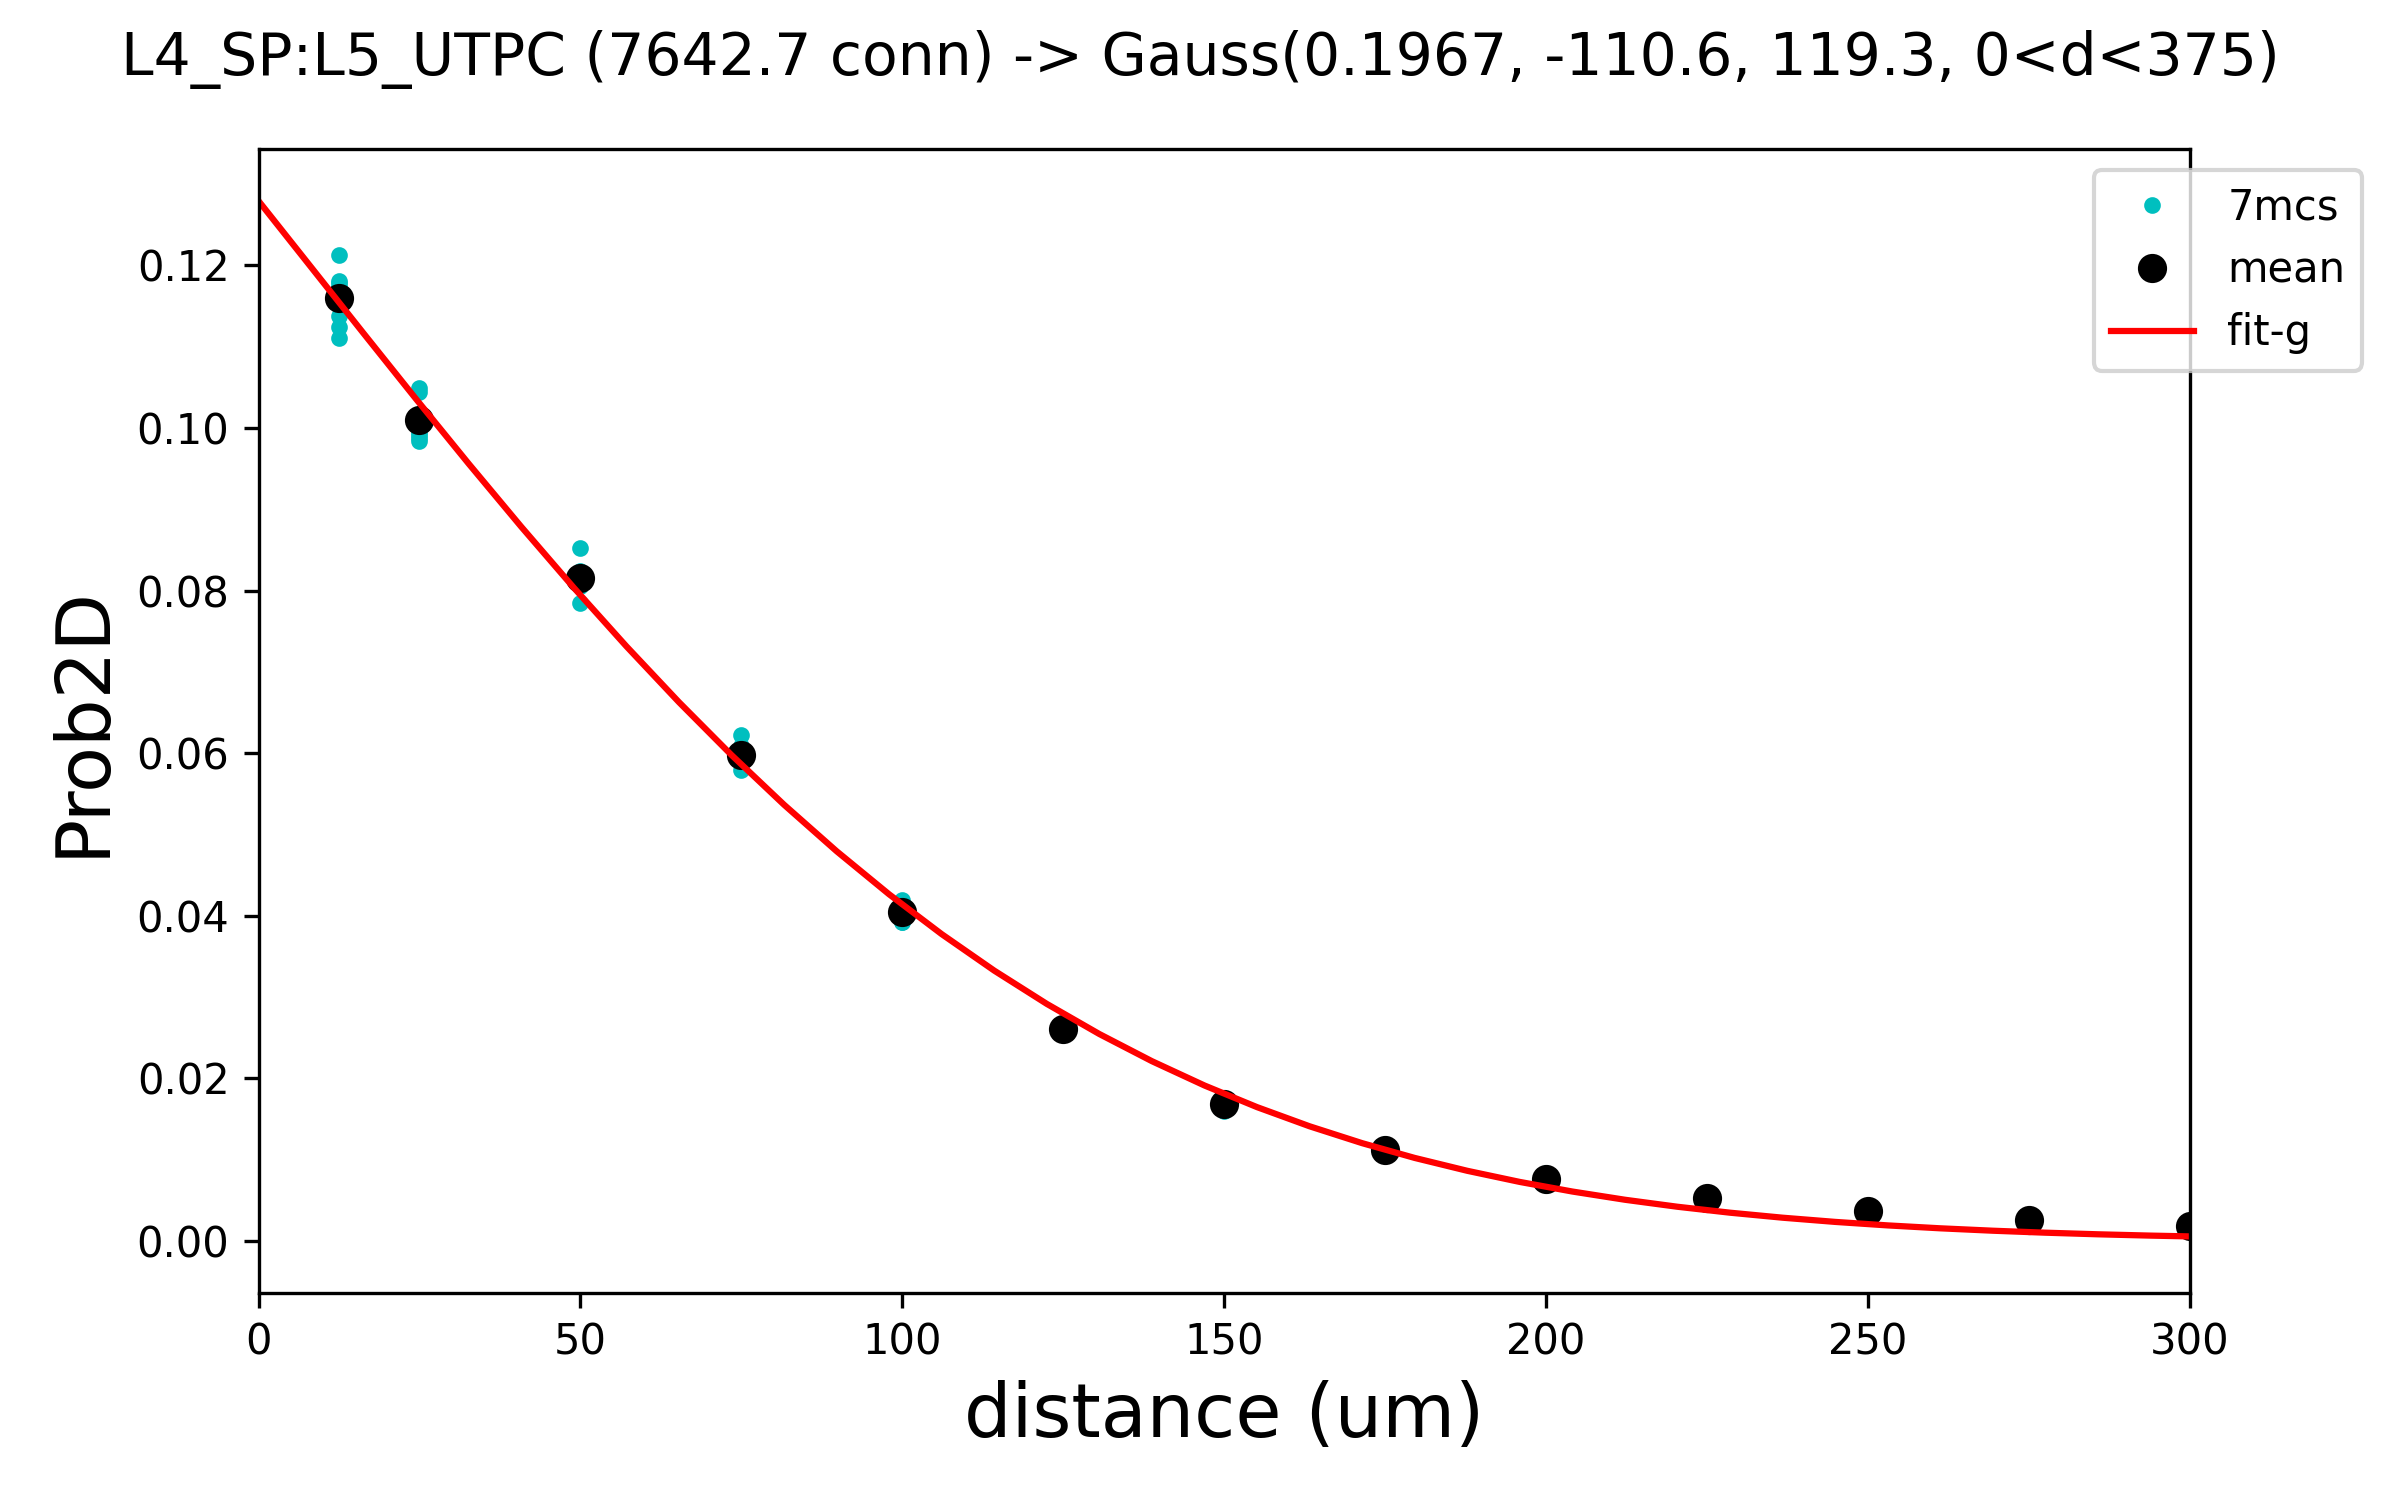 L4_SP:L5_UTPC (7642.7 conn) -> Gauss(0.1967, -110.6, 119.3, 0<d<375)
7mcs
mean
fit-g
0.12
0.10
0.08
0.06
0.04
0.02
0.00
Prob2D
0 50 100 150 200 250 300
distance (um)